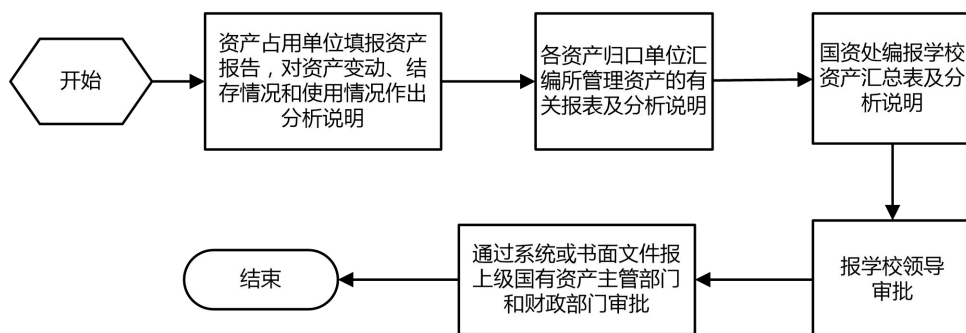 开始
资产占用单位填报资产
报告，对资产变动、结
存情况和使用情况作出
分析说明
各资产归口单位汇
编所管理资产的有
关报表及分析说明
国资处编报学校
资产汇总表及分
析说明
报学校领导
审批
通过系统或书面文件报
上级国有资产主管部门
和财政部门审批
结束